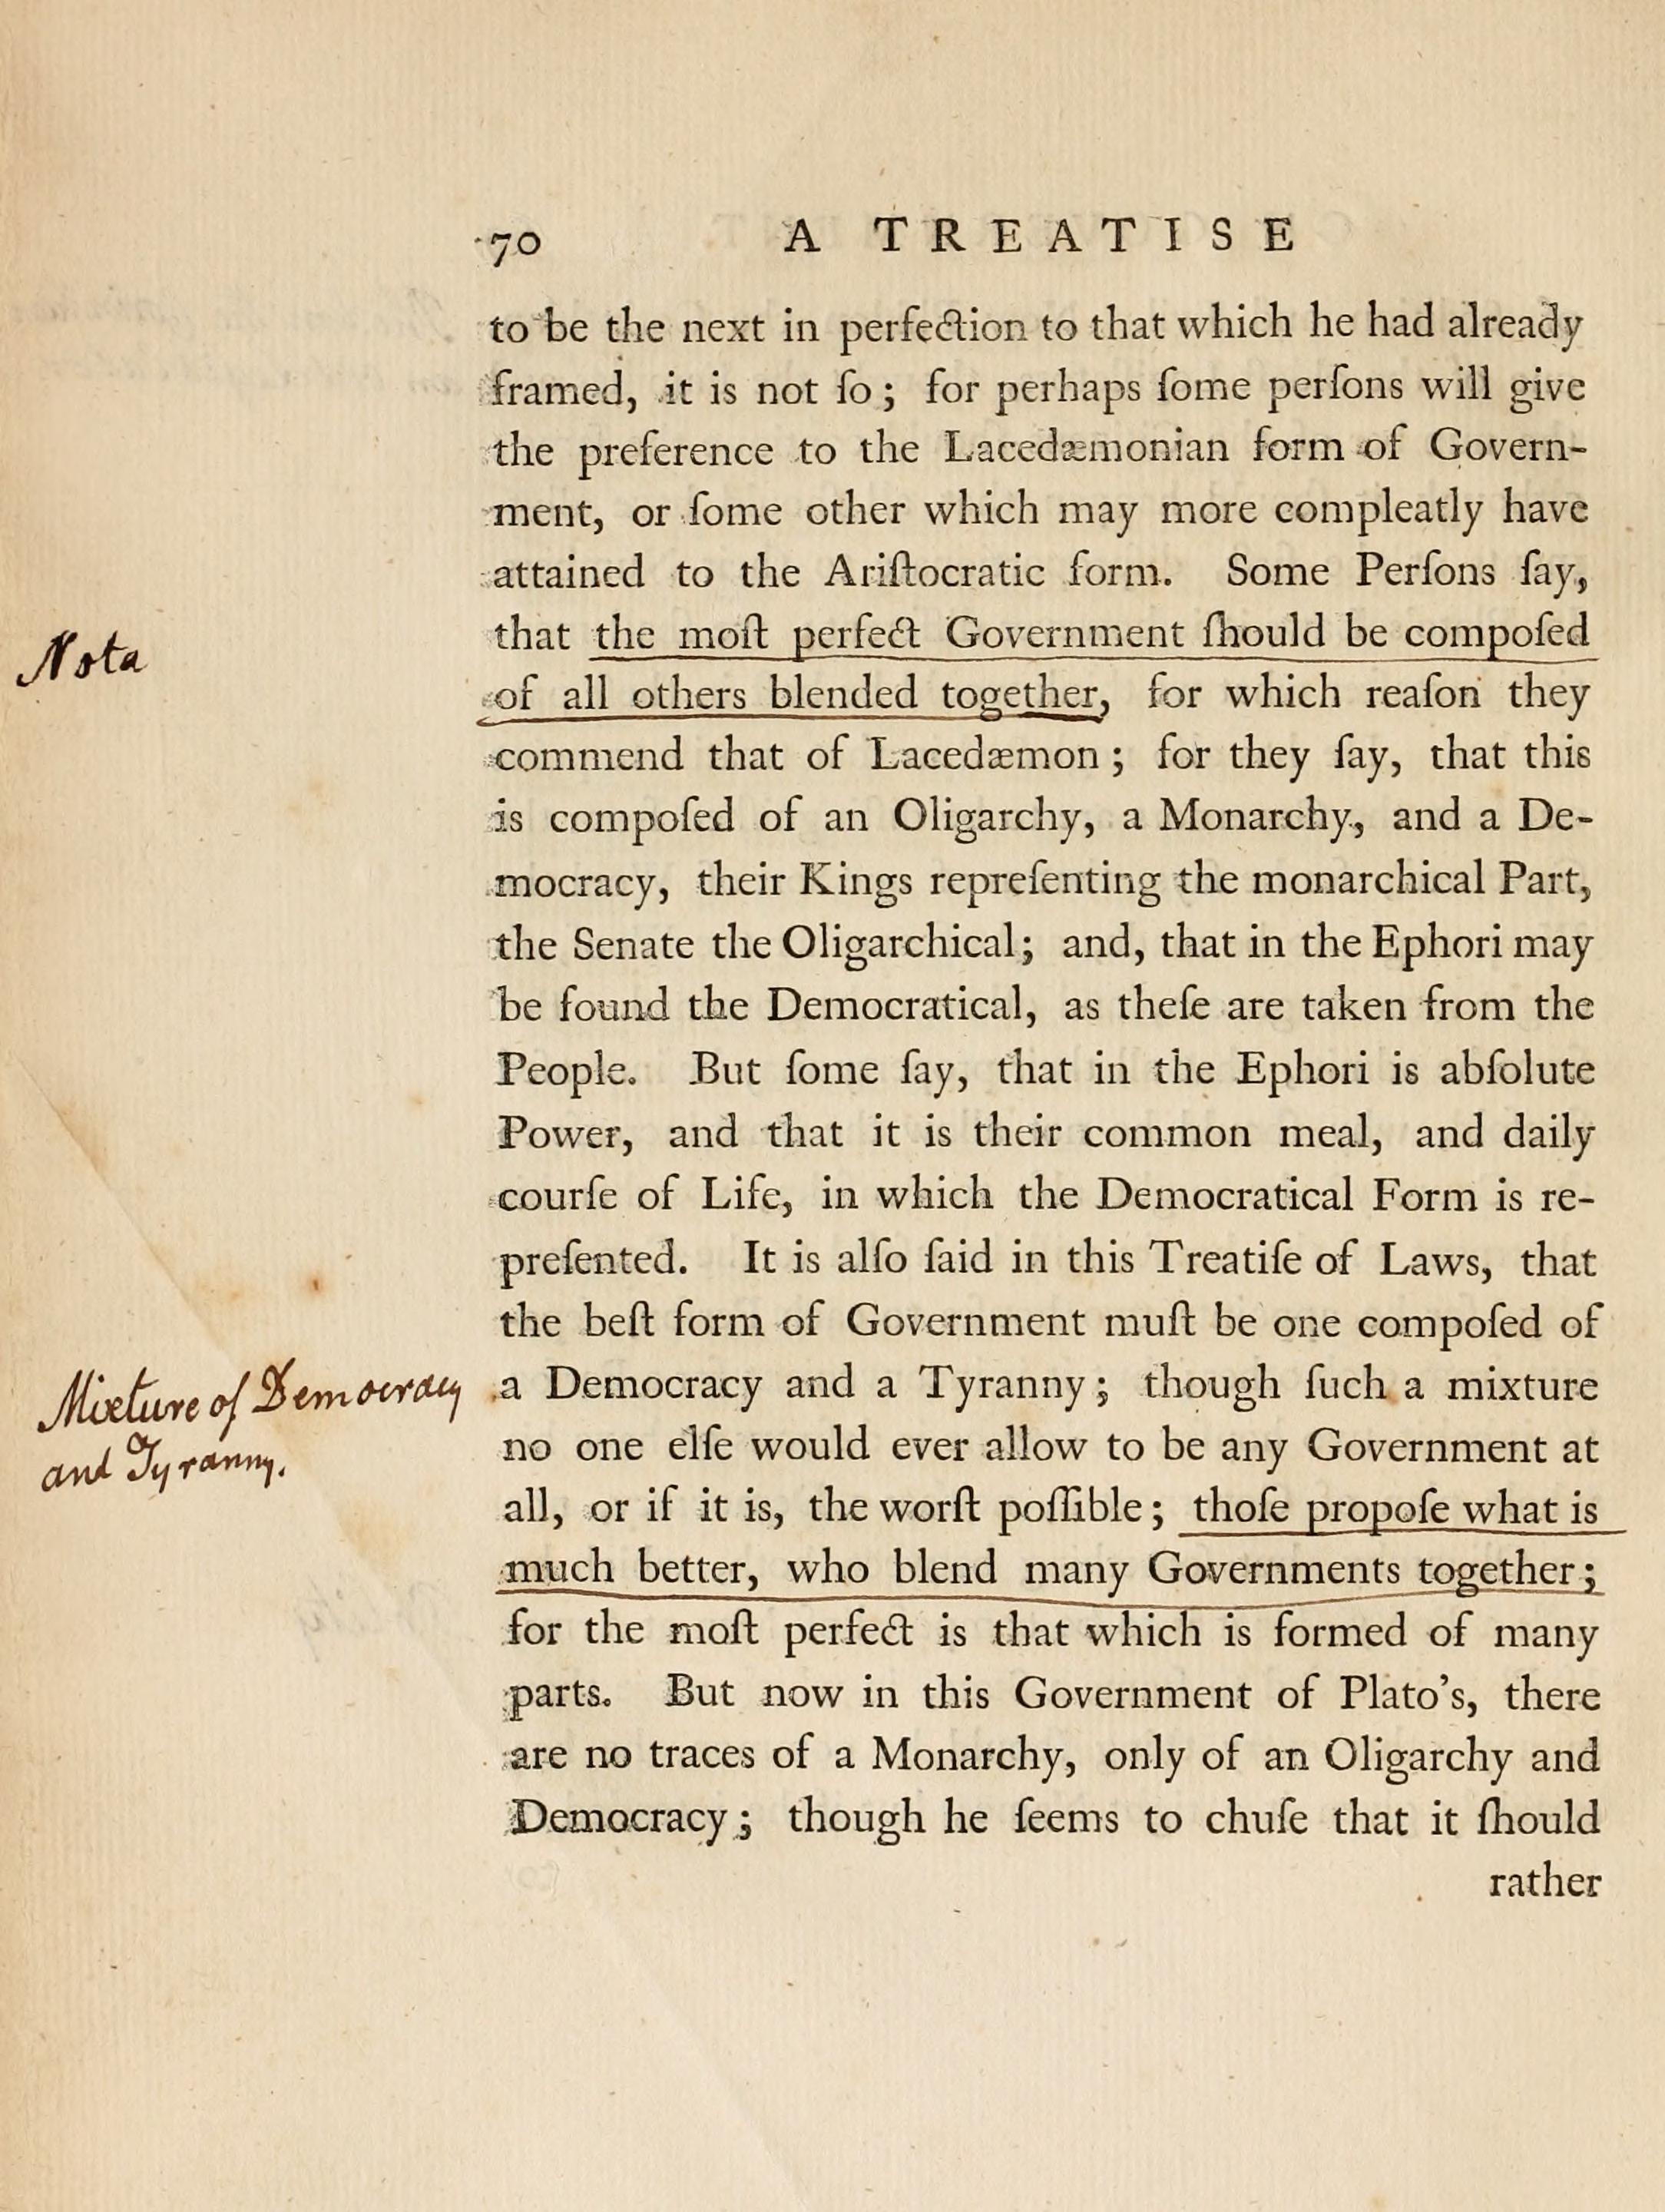 70 A TREATISE
to be the next in perfection to that which he had already
framed, it is not ſo; for perhaps ſome perſons will give
the preference to the Lacedæmonian form of Govern-
ment, or ſome other which may more compleatly have
attained to the Ariſtocratic form. Some Perſons ſay,
that the moſt perfect Government ſhould be compoſed
Nota
of all others blended together, for which reaſon they
commend that of Lacedæmon; for they ſay, that this
is compoſed of an Oligarchy, a Monarchy, and a De-
mocracy, their Kings repreſenting the monarchical Part,
the Senate the Oligarchical; and, that in the Ephori may
be found the Democratical, as theſe are taken from the
People. But ſome ſay, that in the Ephori is abſolute
Power, and that it is their common meal, and daily
courſe of Life, in which the Democratical Form is re-
preſented. It is alſo ſaid in this Treatiſe of Laws, that
the beſt form of Government muſt be one compoſed of
Mixture of Democracy
and Tyranny.
a Democracy and a Tyranny; though ſuch a mixture
no one elſe would ever allow to be any Government at
all, or if it is, the worſt poſſible; thoſe propoſe what is
much better, who blend many Governments together;
for the moſt perfect is that which is formed of many
parts. But now in this Government of Plato's, there
are no traces of a Monarchy, only of an Oligarchy and
Democracy; though he ſeems to chuſe that it ſhould
rather